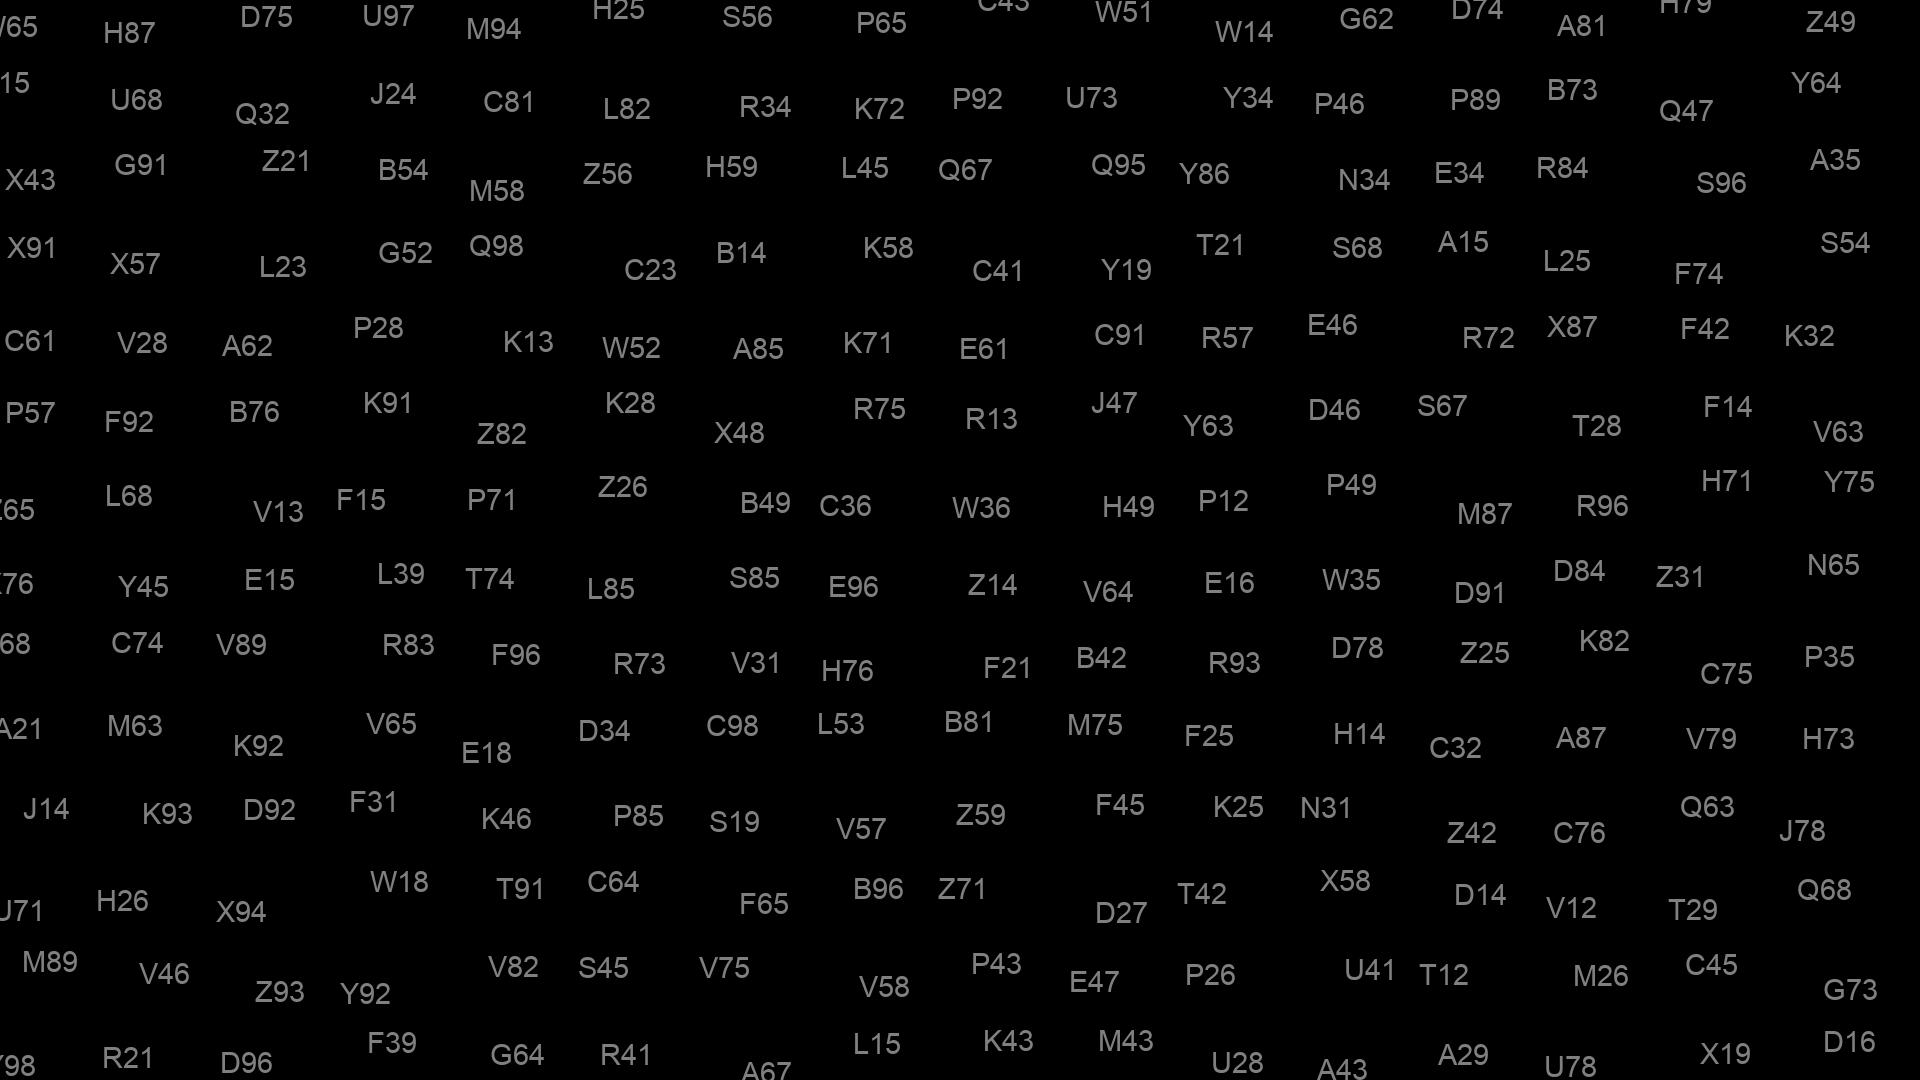 H87 D75 U97 M94 H25 S56 P65 C43 W51 W14 G62 D74 A81 H79 Z49
U68 Q32 J24 C81 L82 R34 K72 P92 U73 Y34 P46 P89 B73 Q47 Y64
X43 G91 Z21 B54 M58 Z56 H59 L45 Q67 Q95 Y86 N34 E34 R84 S96 A35
X91 X57 L23 G52 Q98 C23 B14 K58 C41 Y19 T21 S68 A15 L25 F74 S54
C61 V28 A62 P28 K13 W52 A85 K71 E61 C91 R57 E46 R72 X87 F42 K32
P57 F92 B76 K91 Z82 K28 X48 R75 R13 J47 Y63 D46 S67 T28 F14 V63
L68 V13 F15 P71 Z26 B49 C36 W36 H49 P12 P49 M87 R96 H71 Y75
Y45 E15 L39 T74 L85 S85 E96 Z14 V64 E16 W35 D91 D84 Z31 N65
C74 V89 R83 F96 R73 V31 H76 F21 B42 R93 D78 Z25 K82 C75 P35
A21 M63 K92 V65 E18 D34 C98 L53 B81 M75 F25 H14 C32 A87 V79 H73
J14 K93 D92 F31 K46 P85 S19 V57 Z59 F45 K25 N31 Z42 C76 Q63 J78
U71 H26 X94 W18 T91 C64 F65 B96 Z71 D27 T42 X58 D14 V12 T29 Q68
M89 V46 Z93 Y92 V82 S45 V75 V58 P43 E47 P26 U41 T12 M26 C45 G73
R21 D96 F39 G64 R41 A67 L15 K43 M43 U28 A43 A29 U78 X19 D16